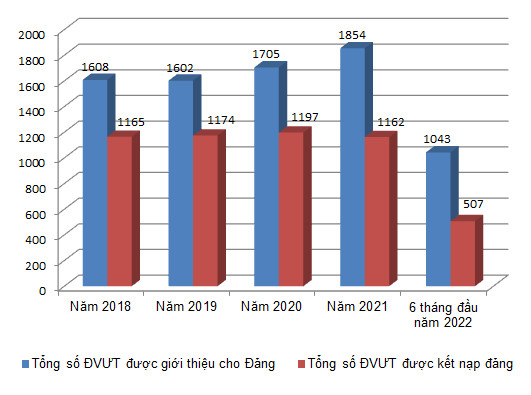 2000
1800
1600
1400
1200
1000
800
600
400
200
0
1608
1165
1602
1174
1705
1197
1854
1162
1043
507
Năm 2018
Năm 2019
Năm 2020
Năm 2021
6 tháng đầu
năm 2022
Tổng số ĐVƯT được giới thiệu cho Đảng
Tổng số ĐVƯT được kết nạp đảng